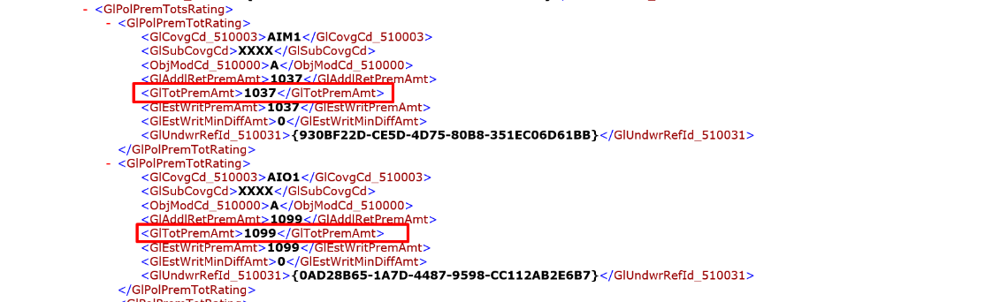 - <GlPolPremTotsRating>
- <GlPolPremTotRating>
<GlCovgCd_510003>AIM1</GlCovgCd_510003>
<GlSubCovgCd>XXXX</GlSubCovgCd>
<ObjModCd_510000>A</ObjModCd_510000>
<GlAddlRetPremAmt>1037</GlAddlRetPremAmt>
<GlTotPremAmt>1037</GlTotPremAmt>
<GlEstWritPremAmt>1037</GlEstWritPremAmt>
<GlEstWritMinDiffAmt>0</GlEstWritMinDiffAmt>
<GlUndwrRefId_510031>{930BF22D-CE5D-4D75-80B8-351EC06D61BB}</GlUndwrRefId_510031>
</GlPolPremTotRating>
- <GlPolPremTotRating>
<GlCovgCd_510003>AIO1</GlCovgCd_510003>
<GlSubCovgCd>XXXX</GlSubCovgCd>
<ObjModCd_510000>A</ObjModCd_510000>
<GlAddlRetPremAmt>1099</GlAddlRetPremAmt>
<GlTotPremAmt>1099</GlTotPremAmt>
<GlEstWritPremAmt>1099</GlEstWritPremAmt>
<GlEstWritMinDiffAmt>0</GlEstWritMinDiffAmt>
<GlUndwrRefId_510031>{0AD28B65-1A7D-4487-9598-CC112AB2E6B7}</GlUndwrRefId_510031>
</GlPolPremTotRating>